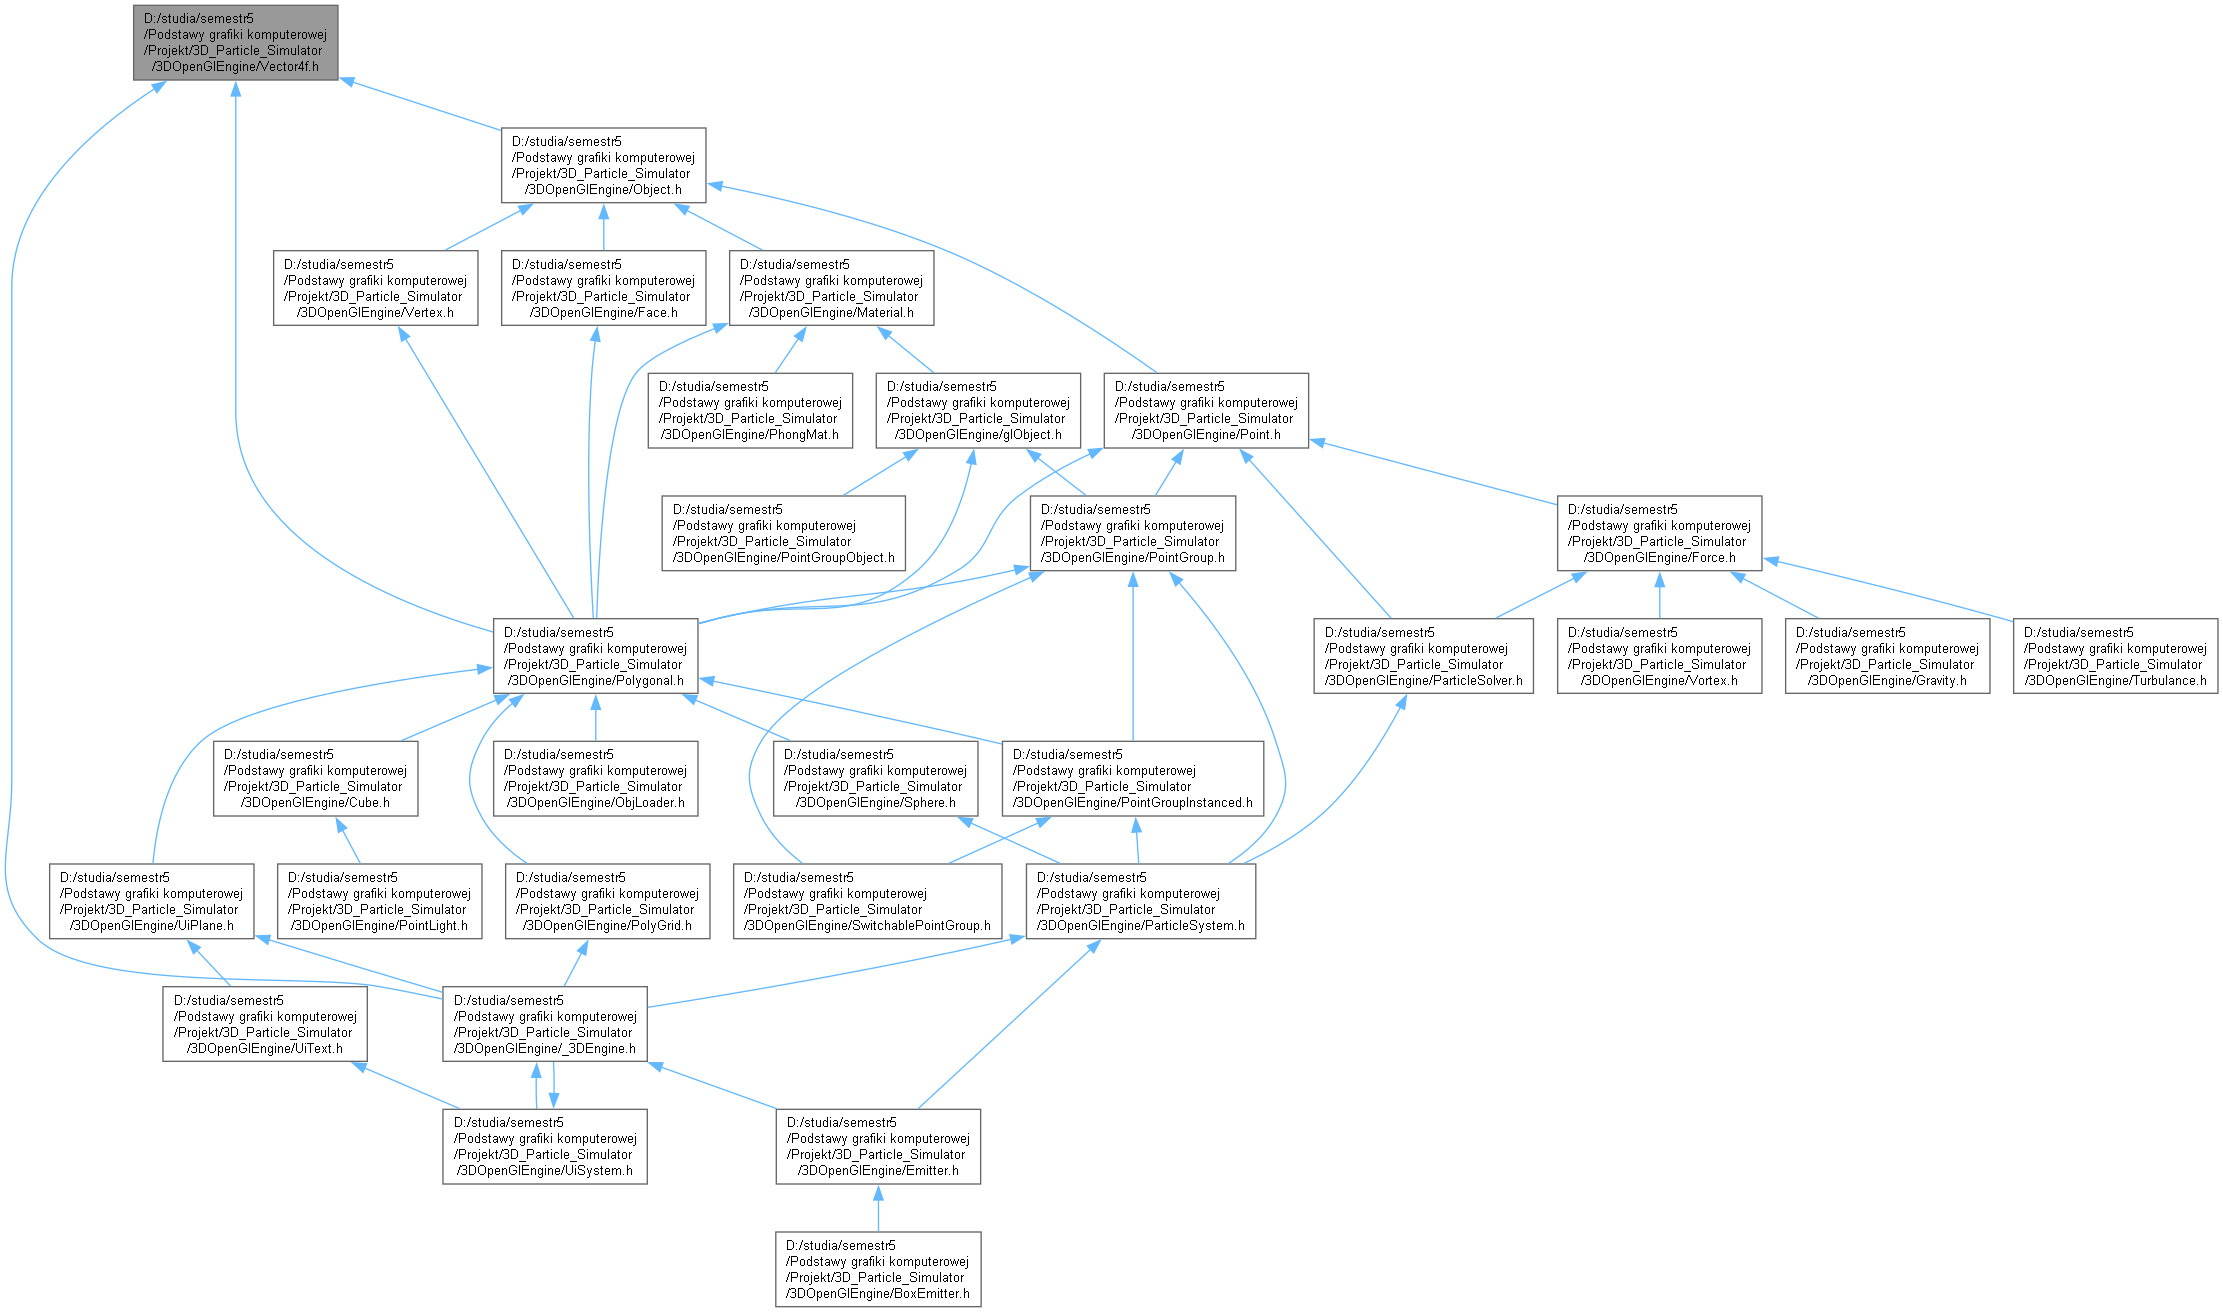 D:/studia/semestr5
/Podstawy grafiki komputerowej
/Projekt/3D_Particle_Simulator
/3DOpenGlEngine/Vector4f.h
D:/studia/semestr5
/Podstawy grafiki komputerowej
/Projekt/3D_Particle_Simulator
/3DOpenGlEngine/Object.h
D:/studia/semestr5
/Podstawy grafiki komputerowej
/Projekt/3D_Particle_Simulator
/3DOpenGlEngine/Vertex.h
D:/studia/semestr5
/Podstawy grafiki komputerowej
/Projekt/3D_Particle_Simulator
/3DOpenGlEngine/Face.h
D:/studia/semestr5
/Podstawy grafiki komputerowej
/Projekt/3D_Particle_Simulator
/3DOpenGlEngine/Material.h
D:/studia/semestr5
/Podstawy grafiki komputerowej
/Projekt/3D_Particle_Simulator
/3DOpenGlEngine/PhongMat.h
D:/studia/semestr5
/Podstawy grafiki komputerowej
/Projekt/3D_Particle_Simulator
/3DOpenGlEngine/glObject.h
D:/studia/semestr5
/Podstawy grafiki komputerowej
/Projekt/3D_Particle_Simulator
/3DOpenGlEngine/Point.h
D:/studia/semestr5
/Podstawy grafiki komputerowej
/Projekt/3D_Particle_Simulator
/3DOpenGlEngine/PointGroupObject.h
D:/studia/semestr5
/Podstawy grafiki komputerowej
/Projekt/3D_Particle_Simulator
/3DOpenGlEngine/PointGroup.h
D:/studia/semestr5
/Podstawy grafiki komputerowej
/Projekt/3D_Particle_Simulator
/3DOpenGlEngine/Force.h
D:/studia/semestr5
/Podstawy grafiki komputerowej
/Projekt/3D_Particle_Simulator
/3DOpenGlEngine/Polygonal.h
D:/studia/semestr5
/Podstawy grafiki komputerowej
/Projekt/3D_Particle_Simulator
/3DOpenGlEngine/ParticleSolver.h
D:/studia/semestr5
/Podstawy grafiki komputerowej
/Projekt/3D_Particle_Simulator
/3DOpenGlEngine/Vortex.h
D:/studia/semestr5
/Podstawy grafiki komputerowej
/Projekt/3D_Particle_Simulator
/3DOpenGlEngine/Gravity.h
D:/studia/semestr5
/Podstawy grafiki komputerowej
/Projekt/3D_Particle_Simulator
/3DOpenGlEngine/Turbulance.h
D:/studia/semestr5
/Podstawy grafiki komputerowej
/Projekt/3D_Particle_Simulator
/3DOpenGlEngine/Cube.h
D:/studia/semestr5
/Podstawy grafiki komputerowej
/Projekt/3D_Particle_Simulator
/3DOpenGlEngine/ObjLoader.h
D:/studia/semestr5
/Podstawy grafiki komputerowej
/Projekt/3D_Particle_Simulator
/3DOpenGlEngine/Sphere.h
D:/studia/semestr5
/Podstawy grafiki komputerowej
/Projekt/3D_Particle_Simulator
/3DOpenGlEngine/PointGroupInstanced.h
D:/studia/semestr5
/Podstawy grafiki komputerowej
/Projekt/3D_Particle_Simulator
/3DOpenGlEngine/UiPlane.h
D:/studia/semestr5
/Podstawy grafiki komputerowej
/Projekt/3D_Particle_Simulator
/3DOpenGlEngine/PointLight.h
D:/studia/semestr5
/Podstawy grafiki komputerowej
/Projekt/3D_Particle_Simulator
/3DOpenGlEngine/PolyGrid.h
D:/studia/semestr5
/Podstawy grafiki komputerowej
/Projekt/3D_Particle_Simulator
/3DOpenGlEngine/SwitchablePointGroup.h
D:/studia/semestr5
/Podstawy grafiki komputerowej
/Projekt/3D_Particle_Simulator
/3DOpenGlEngine/ParticleSystem.h
D:/studia/semestr5
/Podstawy grafiki komputerowej
/Projekt/3D_Particle_Simulator
/3DOpenGlEngine/UiText.h
D:/studia/semestr5
/Podstawy grafiki komputerowej
/Projekt/3D_Particle_Simulator
/3DOpenGlEngine/_3DEngine.h
D:/studia/semestr5
/Podstawy grafiki komputerowej
/Projekt/3D_Particle_Simulator
/3DOpenGlEngine/UiSystem.h
D:/studia/semestr5
/Podstawy grafiki komputerowej
/Projekt/3D_Particle_Simulator
/3DOpenGlEngine/Emitter.h
D:/studia/semestr5
/Podstawy grafiki komputerowej
/Projekt/3D_Particle_Simulator
/3DOpenGlEngine/BoxEmitter.h